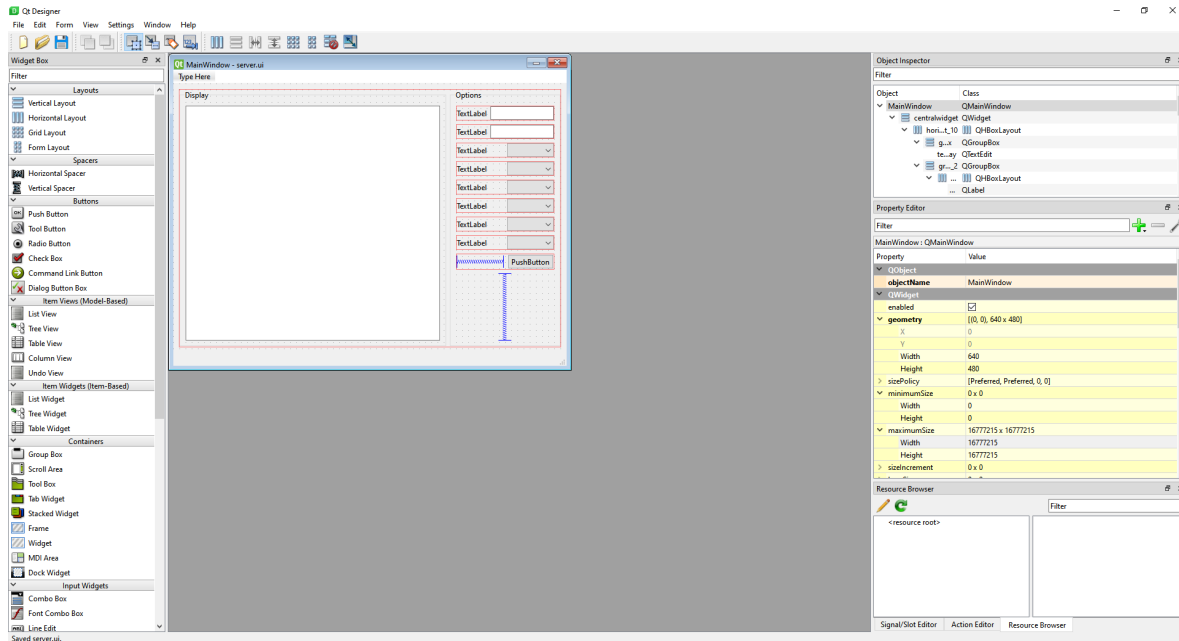 Qt Designer
File Edit Form View Settings Window Help
Widget Box
Filter
Layouts
Vertical Layout
Horizontal Layout
Grid Layout
Form Layout
Spacers
Horizontal Spacer
Vertical Spacer
Buttons
Push Button
Tool Button
Radio Button
Check Box
Command Link Button
Dialog Button Box
Item Views (Model-Based)
List View
Tree View
Table View
Column View
Undo View
Item Widgets (Item-Based)
List Widget
Tree Widget
Table Widget
Containers
Group Box
Scroll Area
Tool Box
Tab Widget
Stacked Widget
Frame
Widget
MDI Area
Dock Widget
Input Widgets
Combo Box
Font Combo Box
Line Edit
Saved server.ui.
MainWindow - server.ui
Type Here
Display
Options
TextLabel
TextLabel
TextLabel
TextLabel
TextLabel
TextLabel
TextLabel
TextLabel
PushButton
Object Inspector
Filter
Object Class
MainWindow QMainWindow
centralwidget QWidget
hori...t_10 QHBoxLayout
g...x QGroupBox
te...ay QTextEdit
gr..._2 QGroupBox
... QHBoxLayout
... QLabel
Property Editor
Filter
MainWindow : QMainWindow
Property Value
QObject
objectName MainWindow
QWidget
enabled
geometry [(0, 0), 640 x 480]
X 0
Y 0
Width 640
Height 480
sizePolicy [Preferred, Preferred, 0, 0]
minimumSize 0 x 0
Width 0
Height 0
maximumSize 16777215 x 16777215
Width 16777215
Height 16777215
sizeIncrement 0 x 0
Resource Browser
Filter
<resource root>
Signal/Slot Editor Action Editor Resource Browser